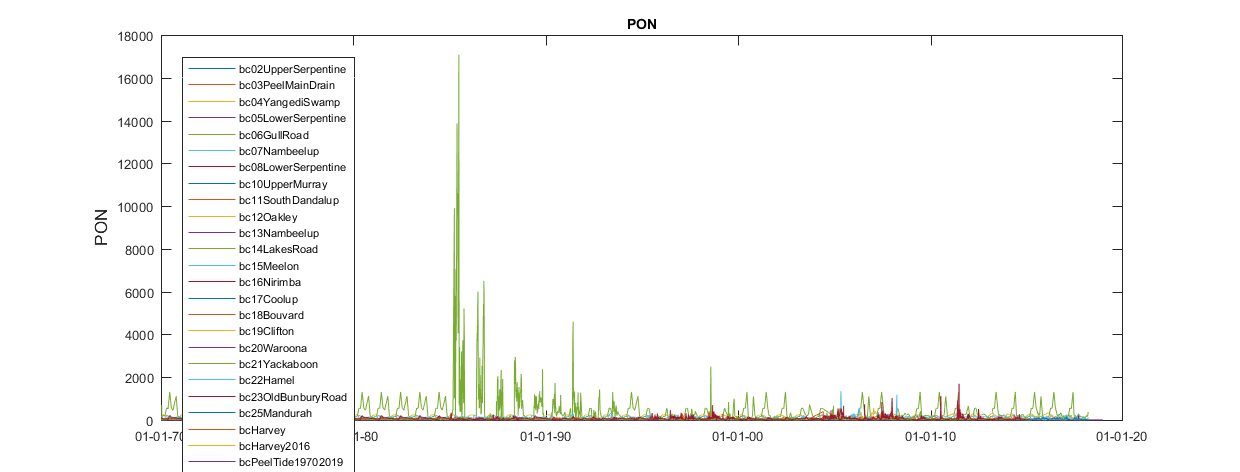 PON
18000
16000
14000
12000
10000
8000
6000
4000
2000
0
PON
bc02UpperSerpentine
bc03PeelMainDrain
bc04YangediSwamp
bc05LowerSerpentine
bc06GullRoad
bc07Nambeelup
bc08LowerSerpentine
bc10UpperMurray
bc11SouthDandalup
bc12Oakley
bc13Nambeelup
bc14LakesRoad
bc15Meelon
bc16Nirimba
bc17Coolup
bc18Bouvard
bc19Clifton
bc20Waroona
bc21Yackaboon
bc22Hamel
bc23OldBunburyRoad
bc25Mandurah
bcHarvey
bcHarvey2016
bcPeelTide19702019
01-01-70 1-80 01-01-90 01-01-00 01-01-10 01-01-20